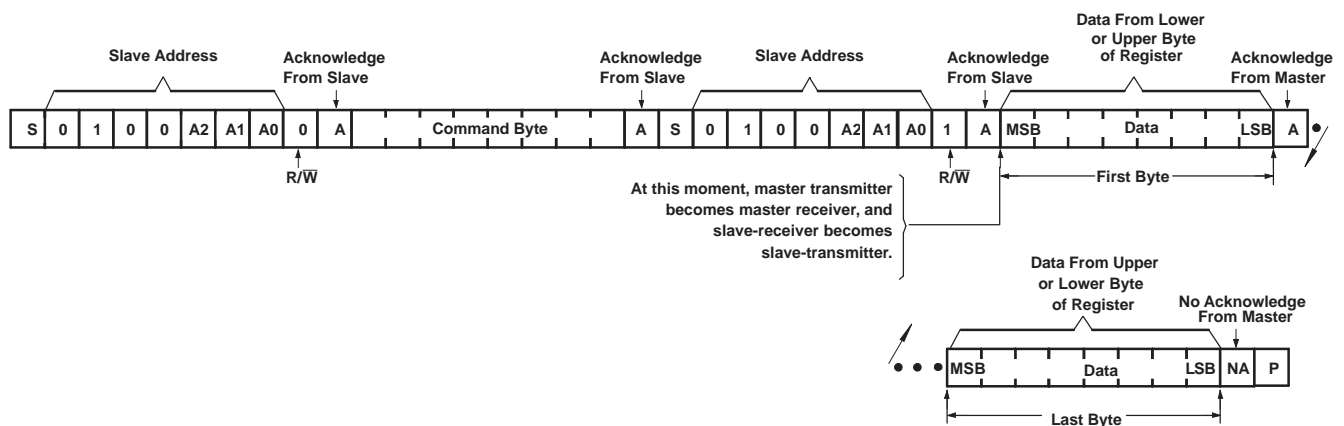 Slave Address
Acknowledge
From Slave
Acknowledge
From Slave
Slave Address
Acknowledge
From Slave
Data From Lower
or Upper Byte
of Register
Acknowledge
From Master
S 0 1 0 0 A2 A1 A0 0 A Command Byte A S 0 1 0 0 A2 A1 A0 1 A MSB Data LSB A
R/W̅
R/W̅
First Byte
At this moment, master transmitter
becomes master receiver, and
slave-receiver becomes
slave-transmitter.
Data From Upper
or Lower Byte
of Register
No Acknowledge
From Master
MSB Data LSB NA P
Last Byte